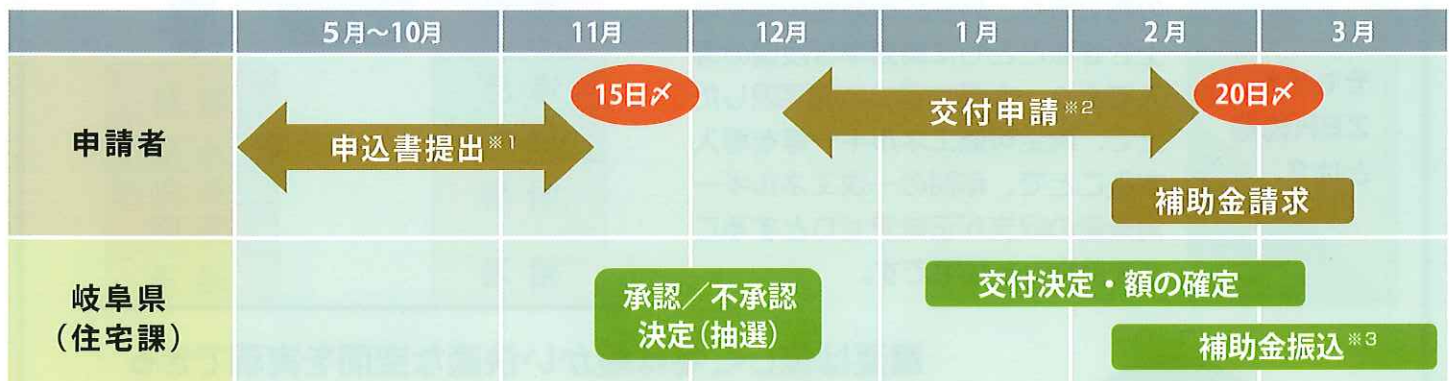 5月～10月 11月 12月 1月 2月 3月
申請者
申込書提出※1
15日〆
交付申請※2
20日〆
補助金請求
岐阜県
（住宅課）
承認／不承認
決定（抽選）
交付決定・額の確定
補助金振込※3